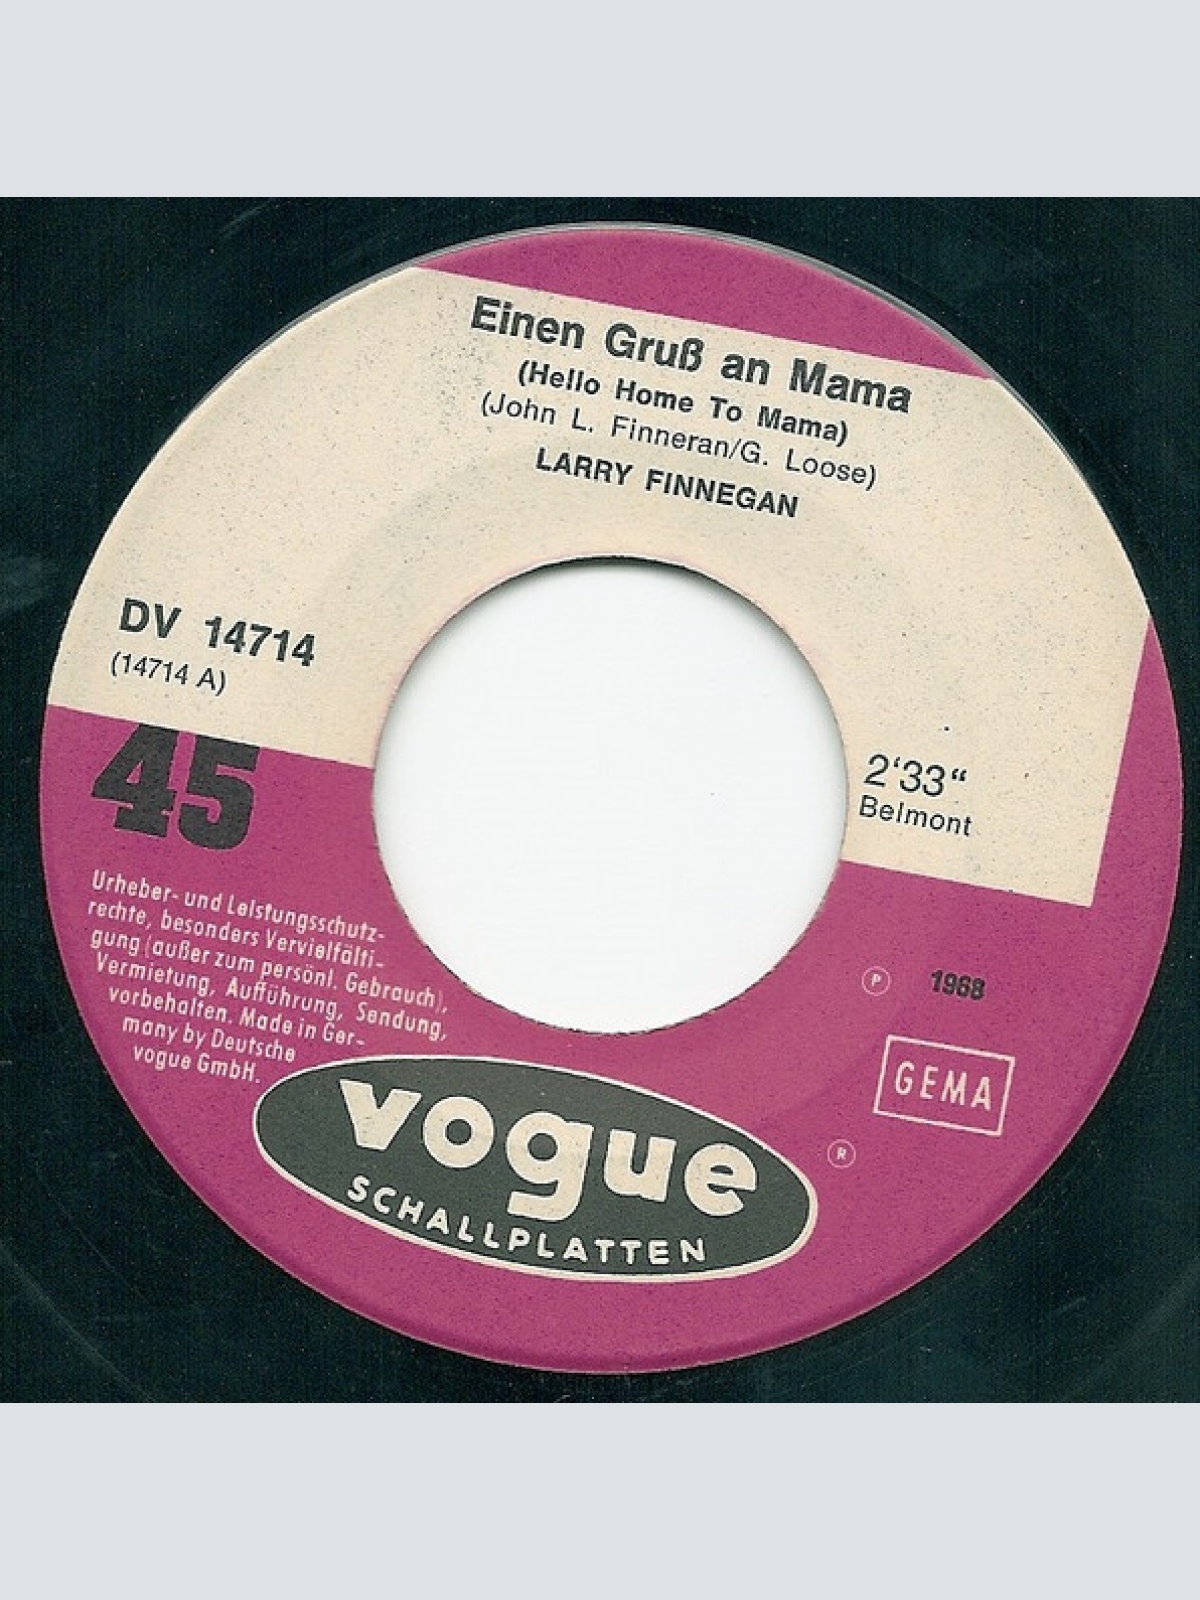 Einen Gruß an Mama
(Hello Home To Mama)
(John L. Finneran/G. Loose)
LARRY FINNEGAN
DV 14714
(14714 A)
45
2'33"
Belmont
Urheber- und Leistungsschutz-
rechte, besonders Vervielfälti-
gung (außer zum persönl. Gebrauch),
Vermietung, Aufführung, Sendung,
vorbehalten. Made in Ger-
many by Deutsche
vogue GmbH.
Ⓟ 1968
GEMA
vogue ®
SCHALLPLATTEN